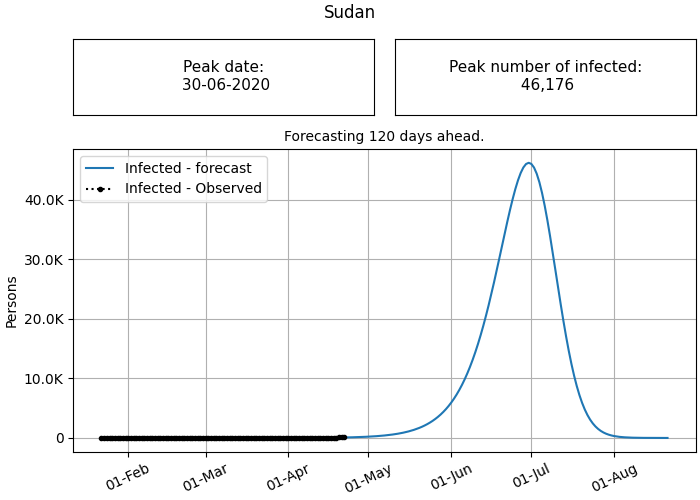 Sudan
Peak date:
30-06-2020
Peak number of infected:
46,176
Forecasting 120 days ahead.
Infected - forecast
Infected - Observed
40.0K
30.0K
20.0K
10.0K
0
Persons
01-Feb
01-Mar
01-Apr
01-May
01-Jun
01-Jul
01-Aug